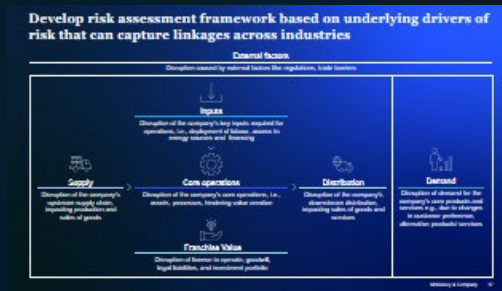 Develop risk assessment framework based on underlying drivers of
risk that can capture linkages across industries
External factors
Disruption caused by external factors like regulations, trade barriers
Inputs
Disruption of the company's key inputs required for
operations, i.e., deployment of labour, access to
energy sources and financing
Supply
Disruption of the company's
upstream supply chain,
impacting production and
sales of goods
Core operations
Disruption of the company's core operations, i.e.,
assets, processes, hindering value creation
Distribution
Disruption of the company's
downstream distribution,
impacting sales of goods and
services
Demand
Disruption of demand for the
company's core products and
services e.g., due to changes
in customer preference,
alternative products/ services
Franchise Value
Disruption of license to operate, goodwill,
legal liabilities, and investment portfolio
McKinsey & Company